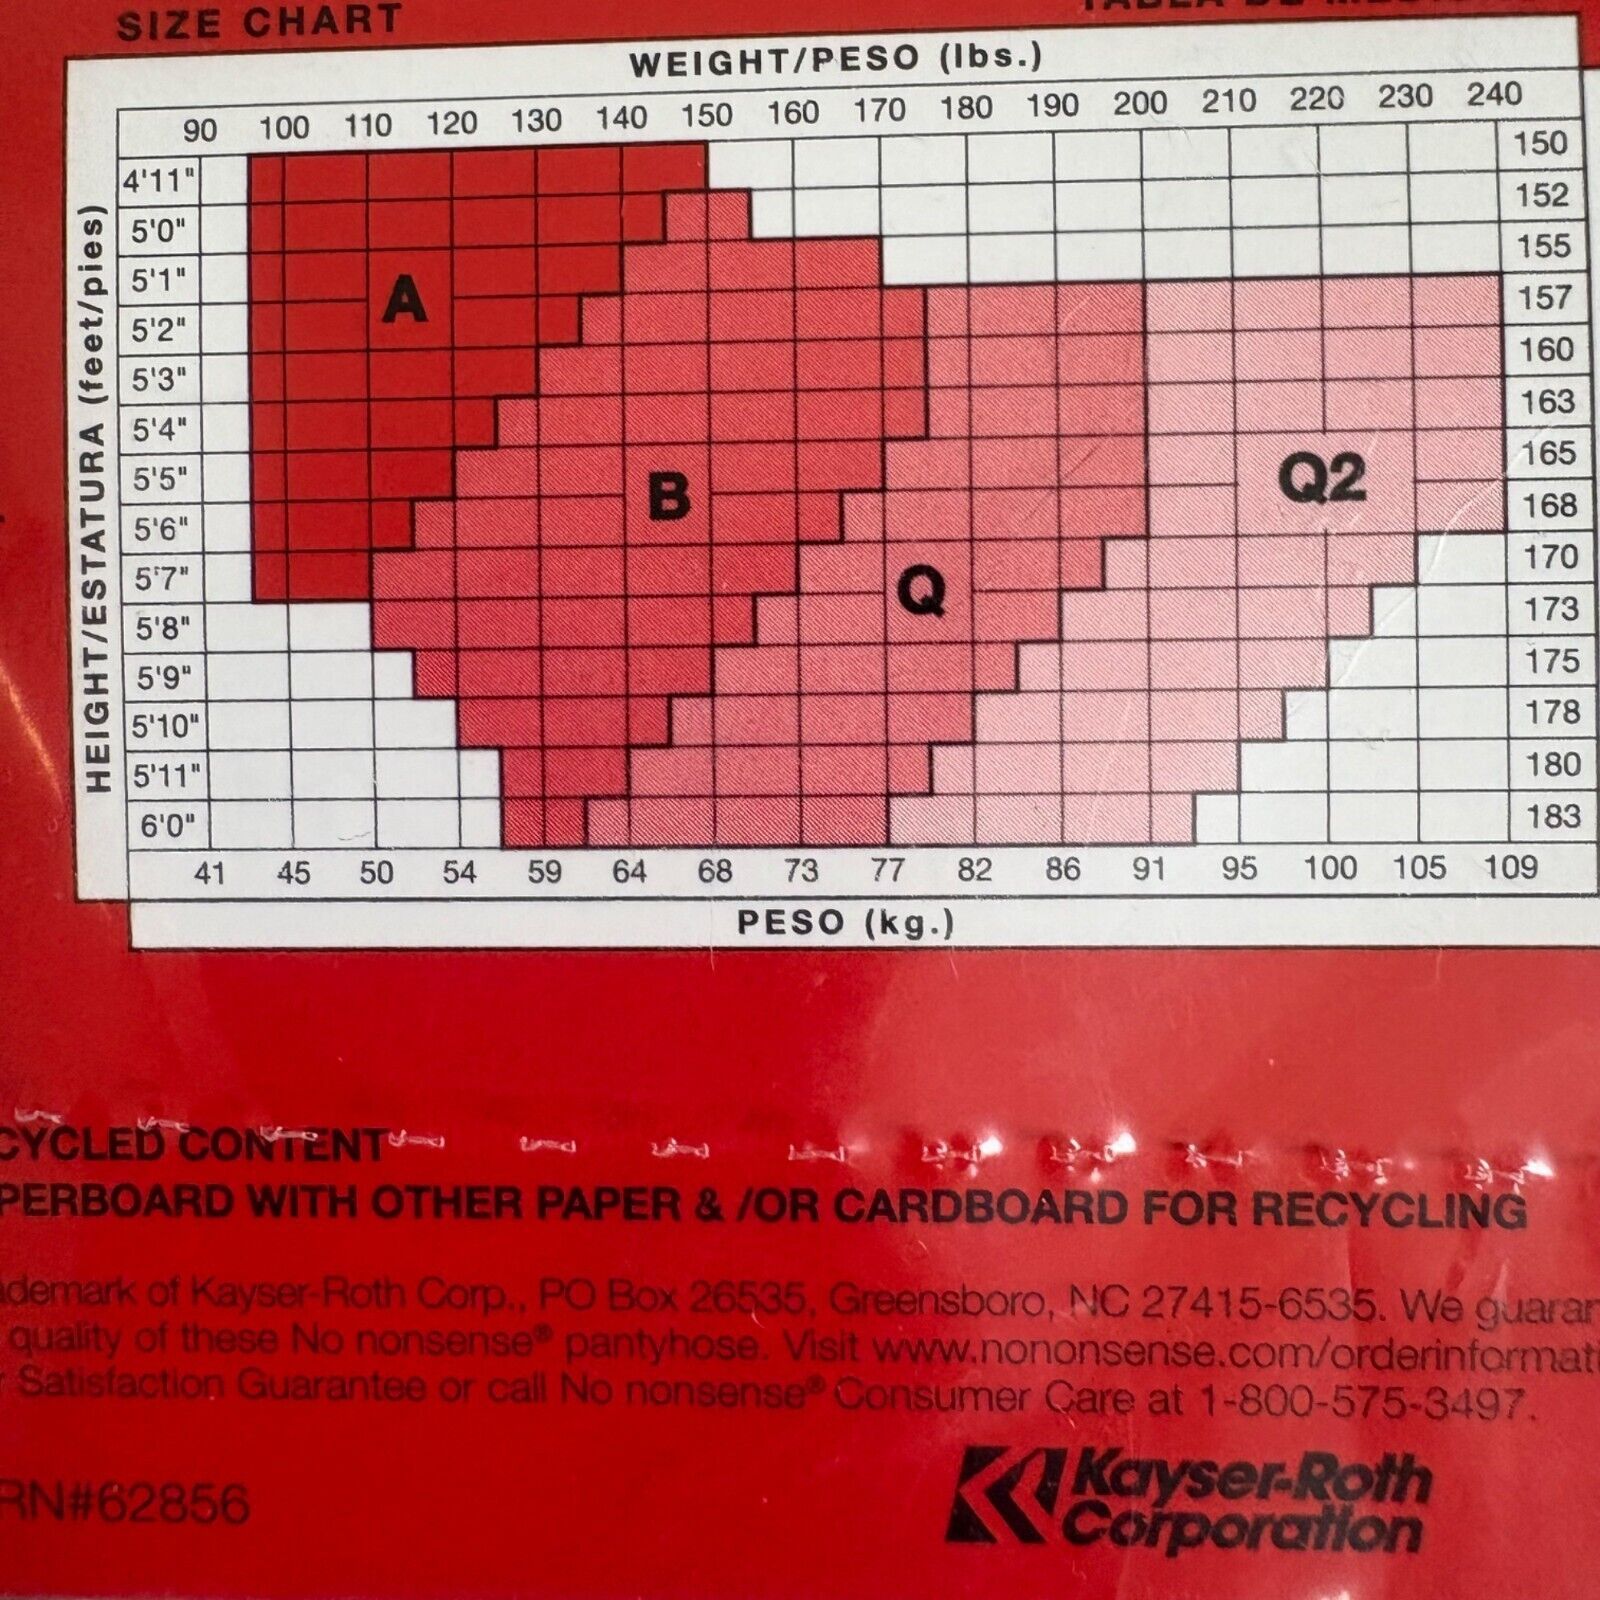 SIZE CHART
TABLA DE MEDIDAS
WEIGHT/PESO (lbs.)
90 100 110 120 130 140 150 160 170 180 190 200 210 220 230 240
HEIGHT/ESTATURA (feet/pies)
4'11" 150
5'0" 152
5'1" 155
A
5'2" 157
5'3" 160
5'4" 163
5'5" 165
B Q2
5'6" 168
5'7" 170
Q
5'8" 173
5'9" 175
5'10" 178
5'11" 180
6'0" 183
41 45 50 54 59 64 68 73 77 82 86 91 95 100 105 109
PESO (kg.)
CYCLED CONTENT
PERBOARD WITH OTHER PAPER & /OR CARDBOARD FOR RECYCLING
ademark of Kayser-Roth Corp., PO Box 26535, Greensboro, NC 27415-6535. We guaran
quality of these No nonsense® pantyhose. Visit www.nononsense.com/orderinformati
Satisfaction Guarantee or call No nonsense® Consumer Care at 1-800-575-3497.
RN#62856
Kayser-Roth
Corporation